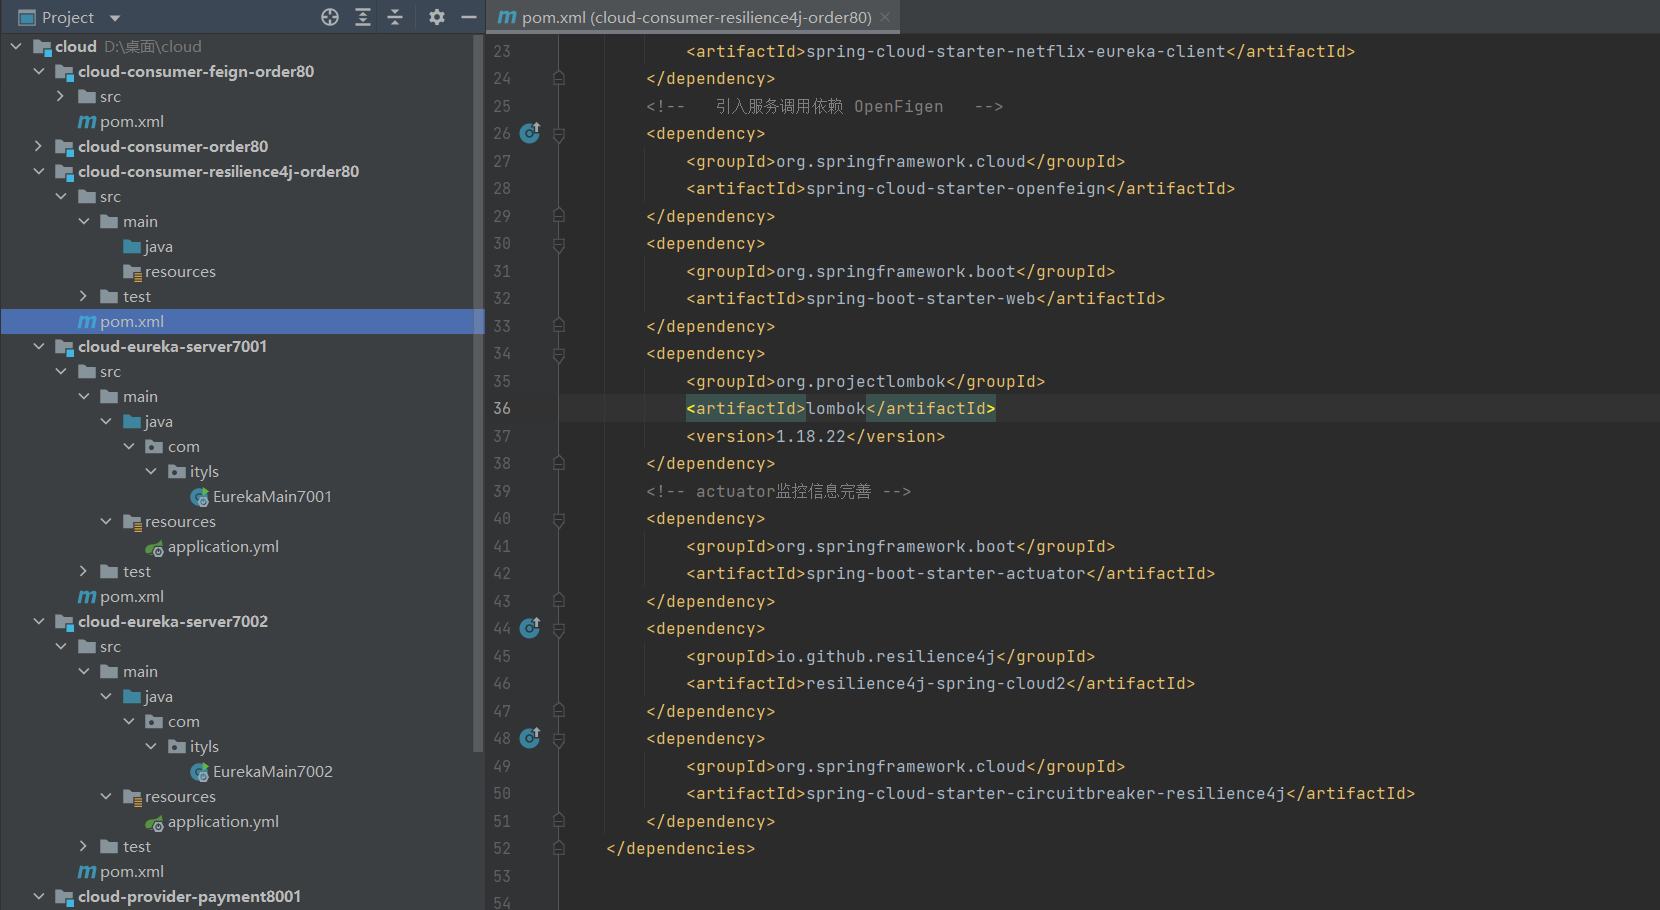 Project
cloud D:\桌面\cloud
cloud-consumer-feign-order80
src
pom.xml
cloud-consumer-order80
cloud-consumer-resilience4j-order80
src
main
java
resources
test
pom.xml
cloud-eureka-server7001
src
main
java
com
ityls
EurekaMain7001
resources
application.yml
test
pom.xml
cloud-eureka-server7002
src
main
java
com
ityls
EurekaMain7002
resources
application.yml
test
pom.xml
cloud-provider-payment8001
pom.xml (cloud-consumer-resilience4j-order80)
23 <artifactId>spring-cloud-starter-netflix-eureka-client</artifactId>
24 </dependency>
25 <!-- 引入服务调用依赖 OpenFigen -->
26 <dependency>
27 <groupId>org.springframework.cloud</groupId>
28 <artifactId>spring-cloud-starter-openfeign</artifactId>
29 </dependency>
30 <dependency>
31 <groupId>org.springframework.boot</groupId>
32 <artifactId>spring-boot-starter-web</artifactId>
33 </dependency>
34 <dependency>
35 <groupId>org.projectlombok</groupId>
36 <artifactId>lombok</artifactId>
37 <version>1.18.22</version>
38 </dependency>
39 <!-- actuator监控信息完善 -->
40 <dependency>
41 <groupId>org.springframework.boot</groupId>
42 <artifactId>spring-boot-starter-actuator</artifactId>
43 </dependency>
44 <dependency>
45 <groupId>io.github.resilience4j</groupId>
46 <artifactId>resilience4j-spring-cloud2</artifactId>
47 </dependency>
48 <dependency>
49 <groupId>org.springframework.cloud</groupId>
50 <artifactId>spring-cloud-starter-circuitbreaker-resilience4j</artifactId>
51 </dependency>
52 </dependencies>
53
54